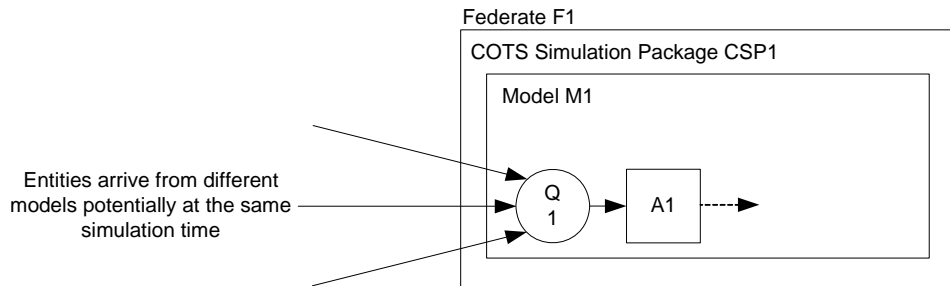 Federate F1
COTS Simulation Package CSP1
Model M1
Entities arrive from different
models potentially at the same
simulation time
Q
1
A1